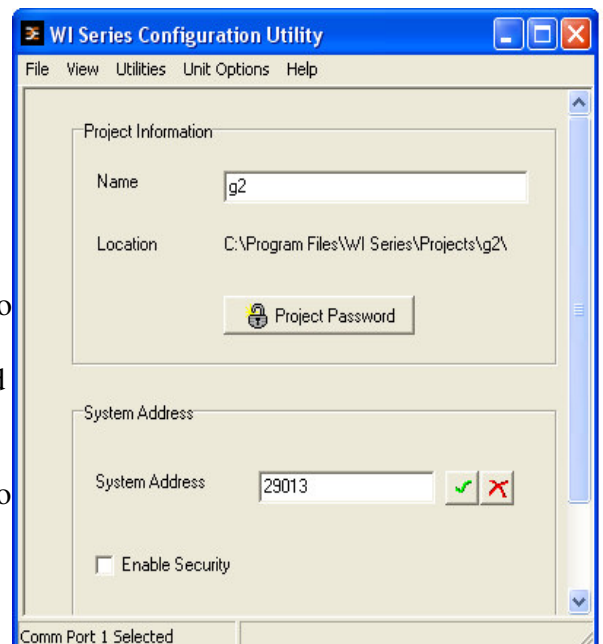 WI Series Configuration Utility
File View Utilities Unit Options Help
Project Information
Name g2
Location C:\Program Files\WI Series\Projects\g2\
o
Project Password
d
System Address
System Address 29013
o
Enable Security
Comm Port 1 Selected